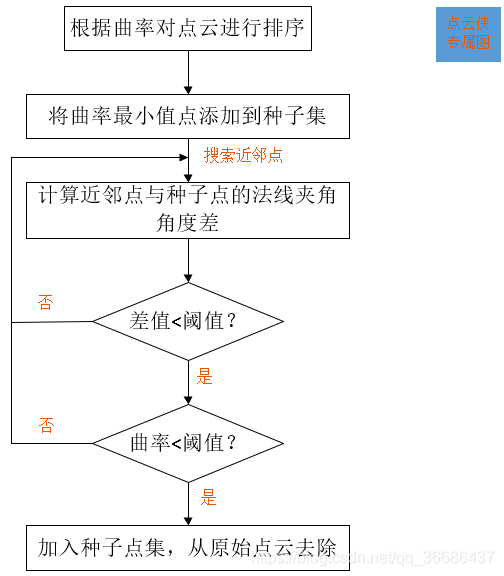 根据曲率对点云进行排序
点云侠
专属图
将曲率最小值点添加到种子集
搜索近邻点
计算近邻点与种子点的法线夹角
角度差
否
差值<阈值？
是
否
曲率<阈值？
是
加入种子点集，从原始点云去除
https://blog.csdn.net/qq_36686437